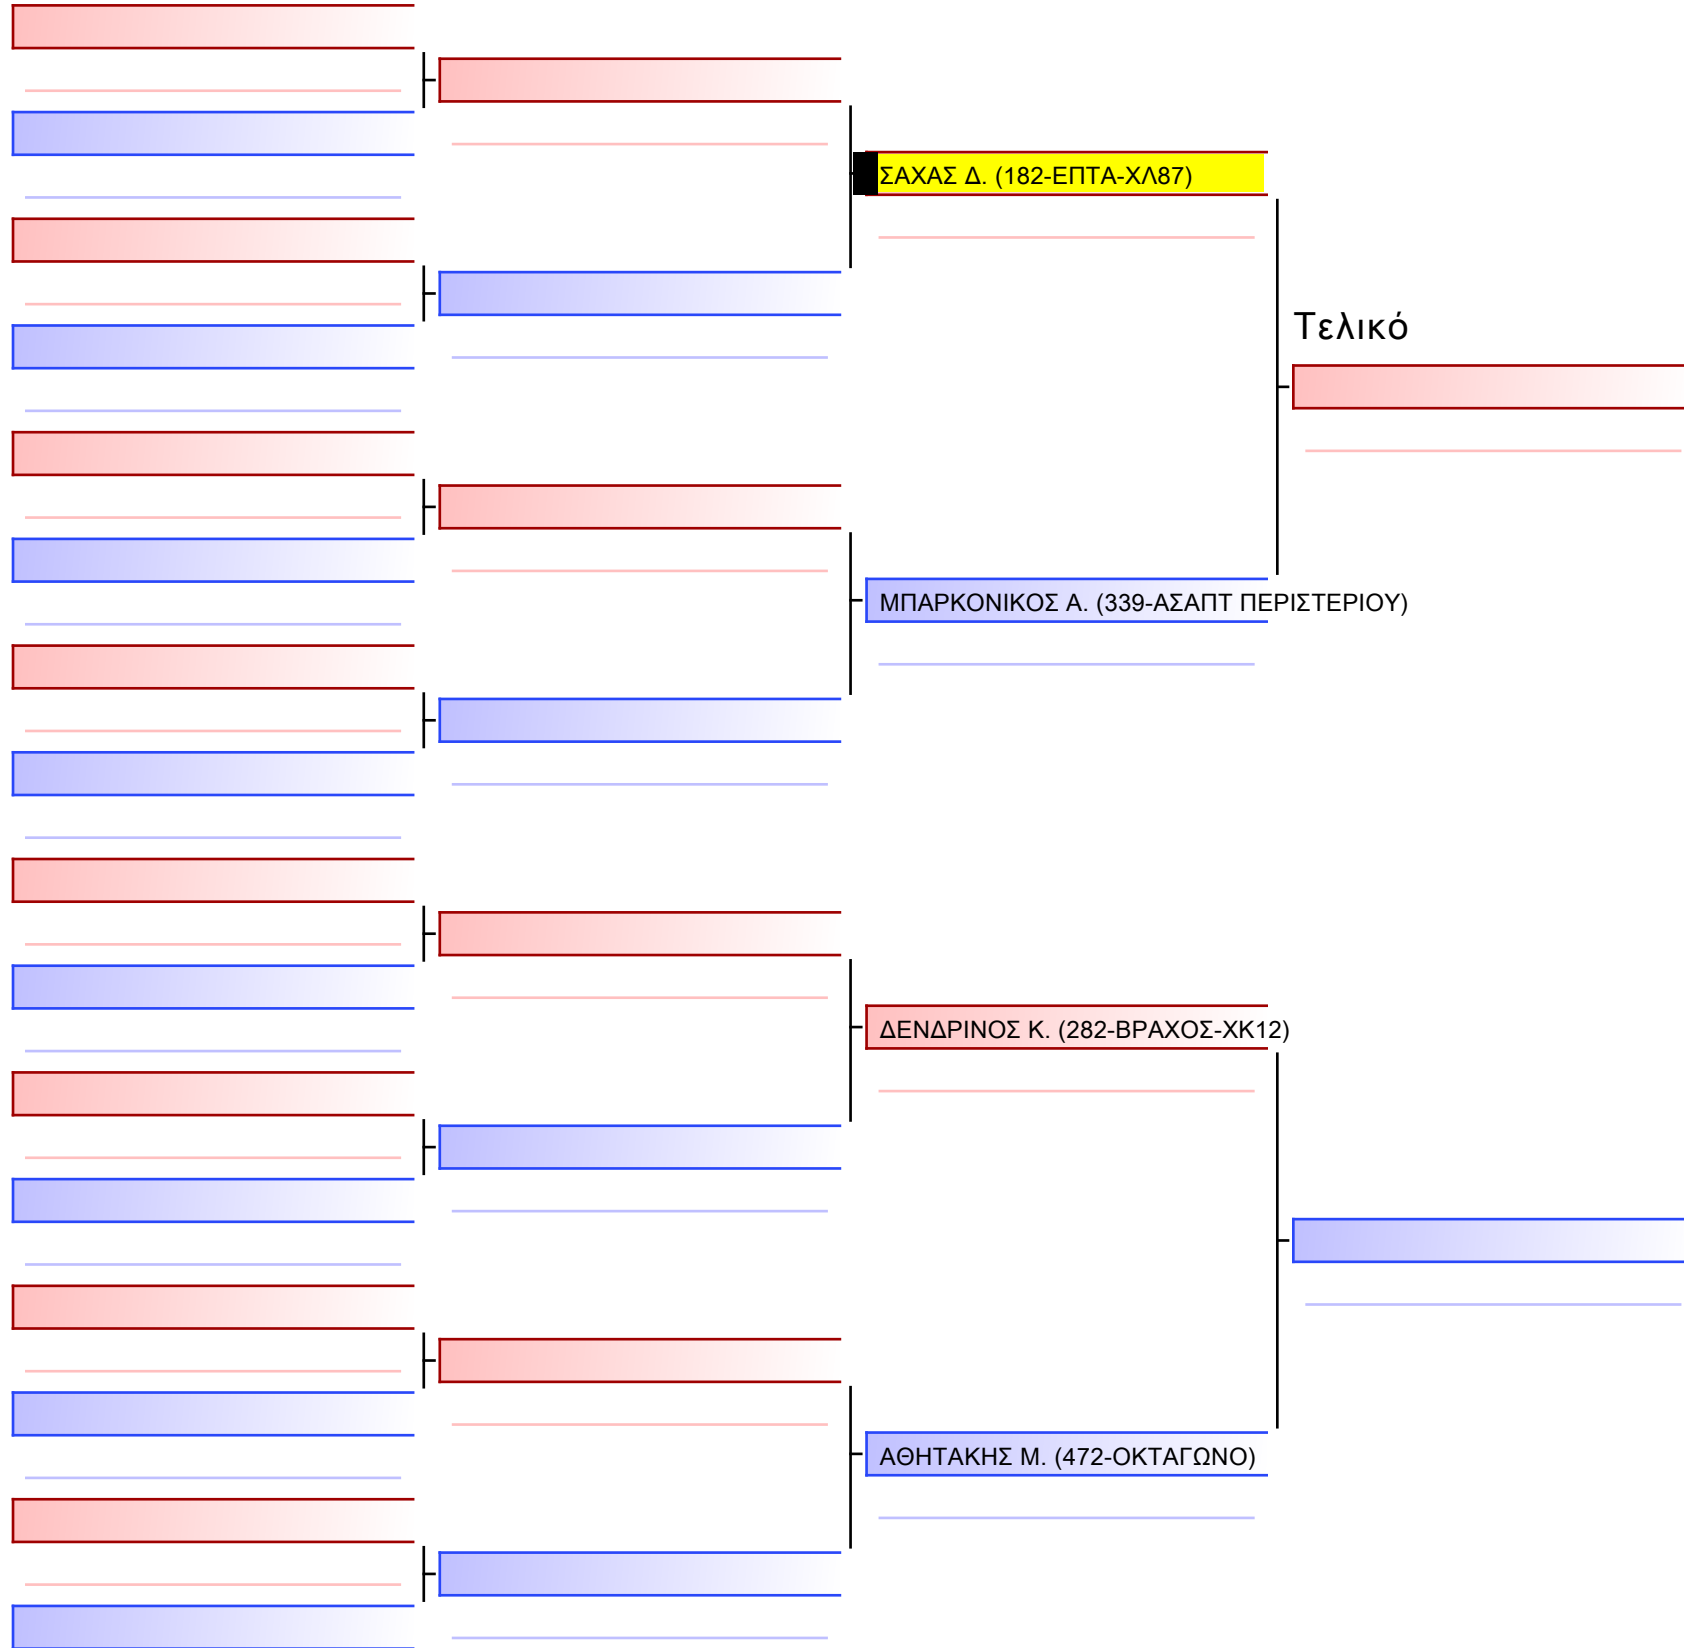 ΣΑΧΑΣ Δ. (182-ΕΠΤΑ-ΧΛ87)
Τελικό
ΜΠΑΡΚΟΝΙΚΟΣ Α. (339-ΑΣΑΠΤ ΠΕΡΙΣΤΕΡΙΟΥ)
ΔΕΝΔΡΙΝΟΣ Κ. (282-ΒΡΑΧΟΣ-ΧΚ12)
ΑΘΗΤΑΚΗΣ Μ. (472-ΟΚΤΑΓΩΝΟ)